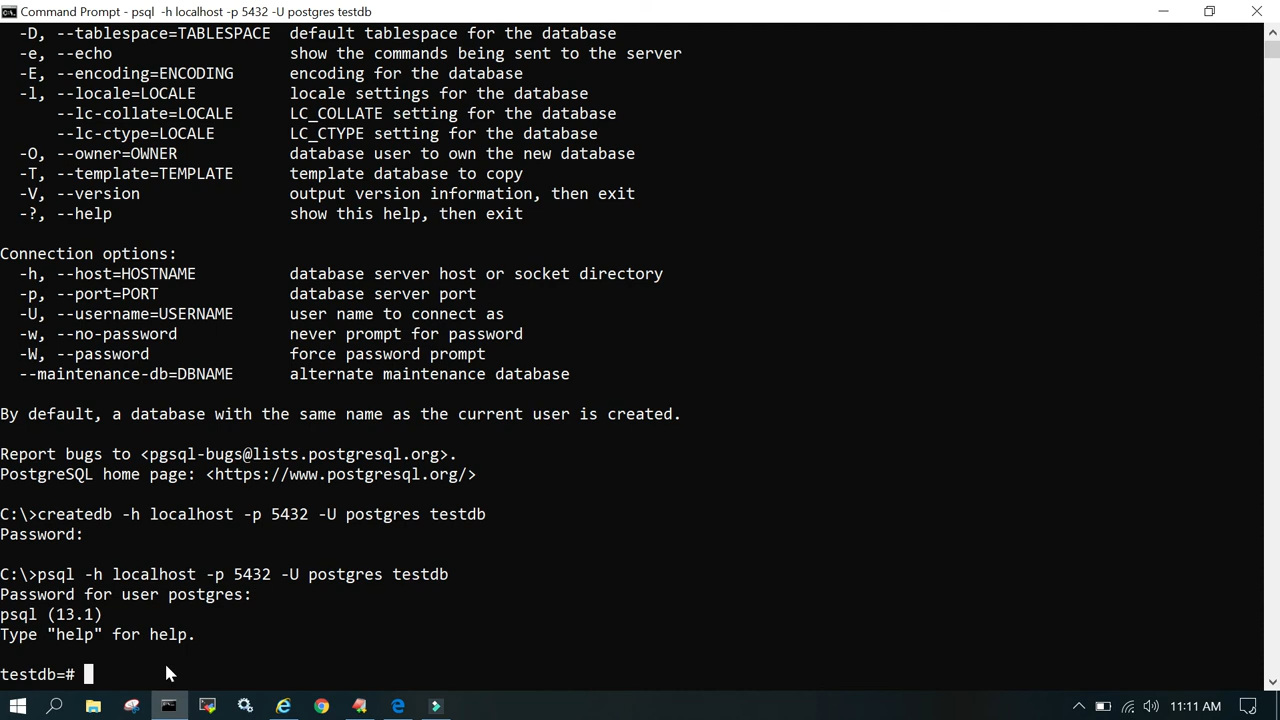 Command Prompt - psql -h localhost -p 5432 -U postgres testdb
-D, --tablespace=TABLESPACE default tablespace for the database
-e, --echo show the commands being sent to the server
-E, --encoding=ENCODING encoding for the database
-l, --locale=LOCALE locale settings for the database
--lc-collate=LOCALE LC_COLLATE setting for the database
--lc-ctype=LOCALE LC_CTYPE setting for the database
-O, --owner=OWNER database user to own the new database
-T, --template=TEMPLATE template database to copy
-V, --version output version information, then exit
-?, --help show this help, then exit
Connection options:
-h, --host=HOSTNAME database server host or socket directory
-p, --port=PORT database server port
-U, --username=USERNAME user name to connect as
-w, --no-password never prompt for password
-W, --password force password prompt
--maintenance-db=DBNAME alternate maintenance database
By default, a database with the same name as the current user is created.
Report bugs to <pgsql-bugs@lists.postgresql.org>.
PostgreSQL home page: <https://www.postgresql.org/>
C:\>createdb -h localhost -p 5432 -U postgres testdb
Password:
C:\>psql -h localhost -p 5432 -U postgres testdb
Password for user postgres:
psql (13.1)
Type "help" for help.
testdb=#
11:11 AM